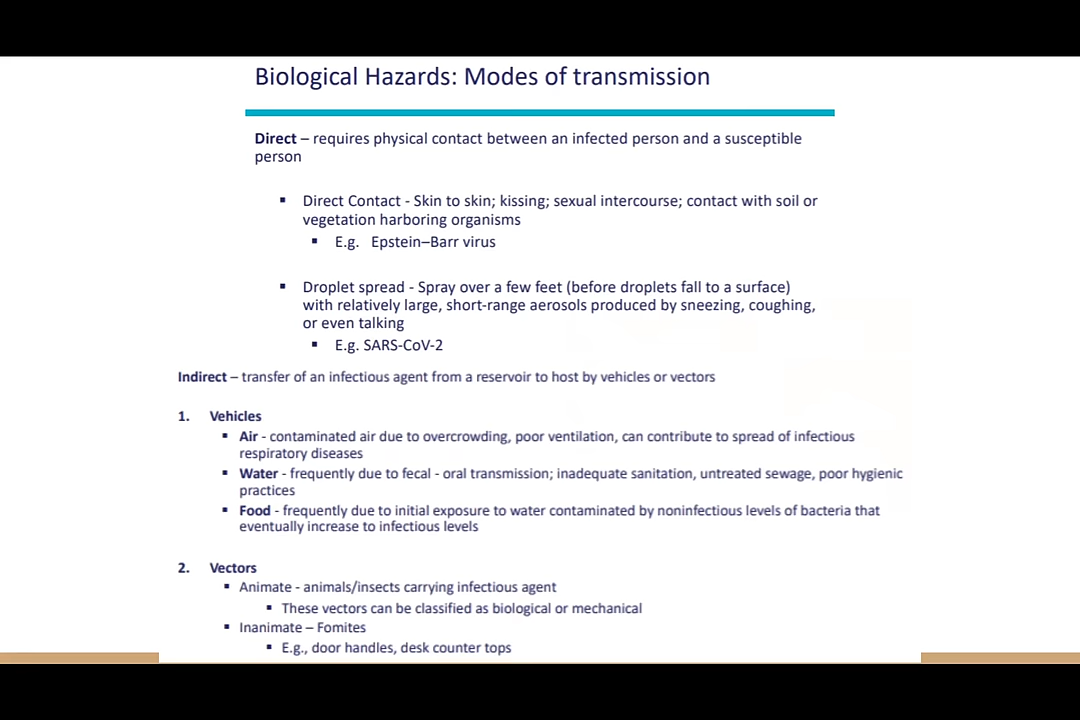 Biological Hazards: Modes of transmission
Direct – requires physical contact between an infected person and a susceptible
person
▪ Direct Contact - Skin to skin; kissing; sexual intercourse; contact with soil or
vegetation harboring organisms
▪ E.g. Epstein–Barr virus
▪ Droplet spread - Spray over a few feet (before droplets fall to a surface)
with relatively large, short-range aerosols produced by sneezing, coughing,
or even talking
▪ E.g. SARS-CoV-2
Indirect – transfer of an infectious agent from a reservoir to host by vehicles or vectors
1. Vehicles
▪ Air - contaminated air due to overcrowding, poor ventilation, can contribute to spread of infectious
respiratory diseases
▪ Water - frequently due to fecal - oral transmission; inadequate sanitation, untreated sewage, poor hygienic
practices
▪ Food - frequently due to initial exposure to water contaminated by noninfectious levels of bacteria that
eventually increase to infectious levels
2. Vectors
▪ Animate - animals/insects carrying infectious agent
▪ These vectors can be classified as biological or mechanical
▪ Inanimate – Fomites
▪ E.g., door handles, desk counter tops